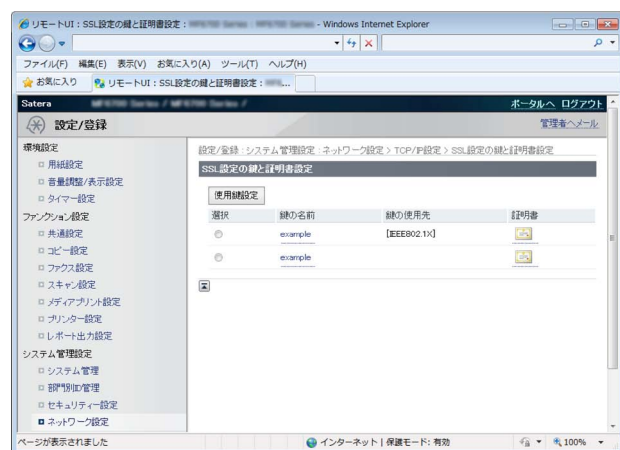 リモートUI：SSL設定の鍵と証明書設定： - Windows Internet Explorer
ファイル(F) 編集(E) 表示(V) お気に入り(A) ツール(T) ヘルプ(H)
お気に入り リモートUI：SSL設定の鍵と証明書設定： ...
Satera ポータルへ ログアウト
設定/登録 管理者へメール
環境設定
用紙設定
音量調整/表示設定
タイマー設定
ファンクション設定
共通設定
コピー設定
ファクス設定
スキャン設定
メディアプリント設定
プリンター設定
レポート出力設定
システム管理設定
システム管理
部門別ID管理
セキュリティー設定
ネットワーク設定
設定/登録：システム管理設定：ネットワーク設定 > TCP/IP設定 > SSL設定の鍵と証明書設定
SSL設定の鍵と証明書設定
使用鍵設定
選択 鍵の名前 鍵の使用先 証明書
example [IEEE802.1X]
example
ページが表示されました インターネット | 保護モード: 有効 100%